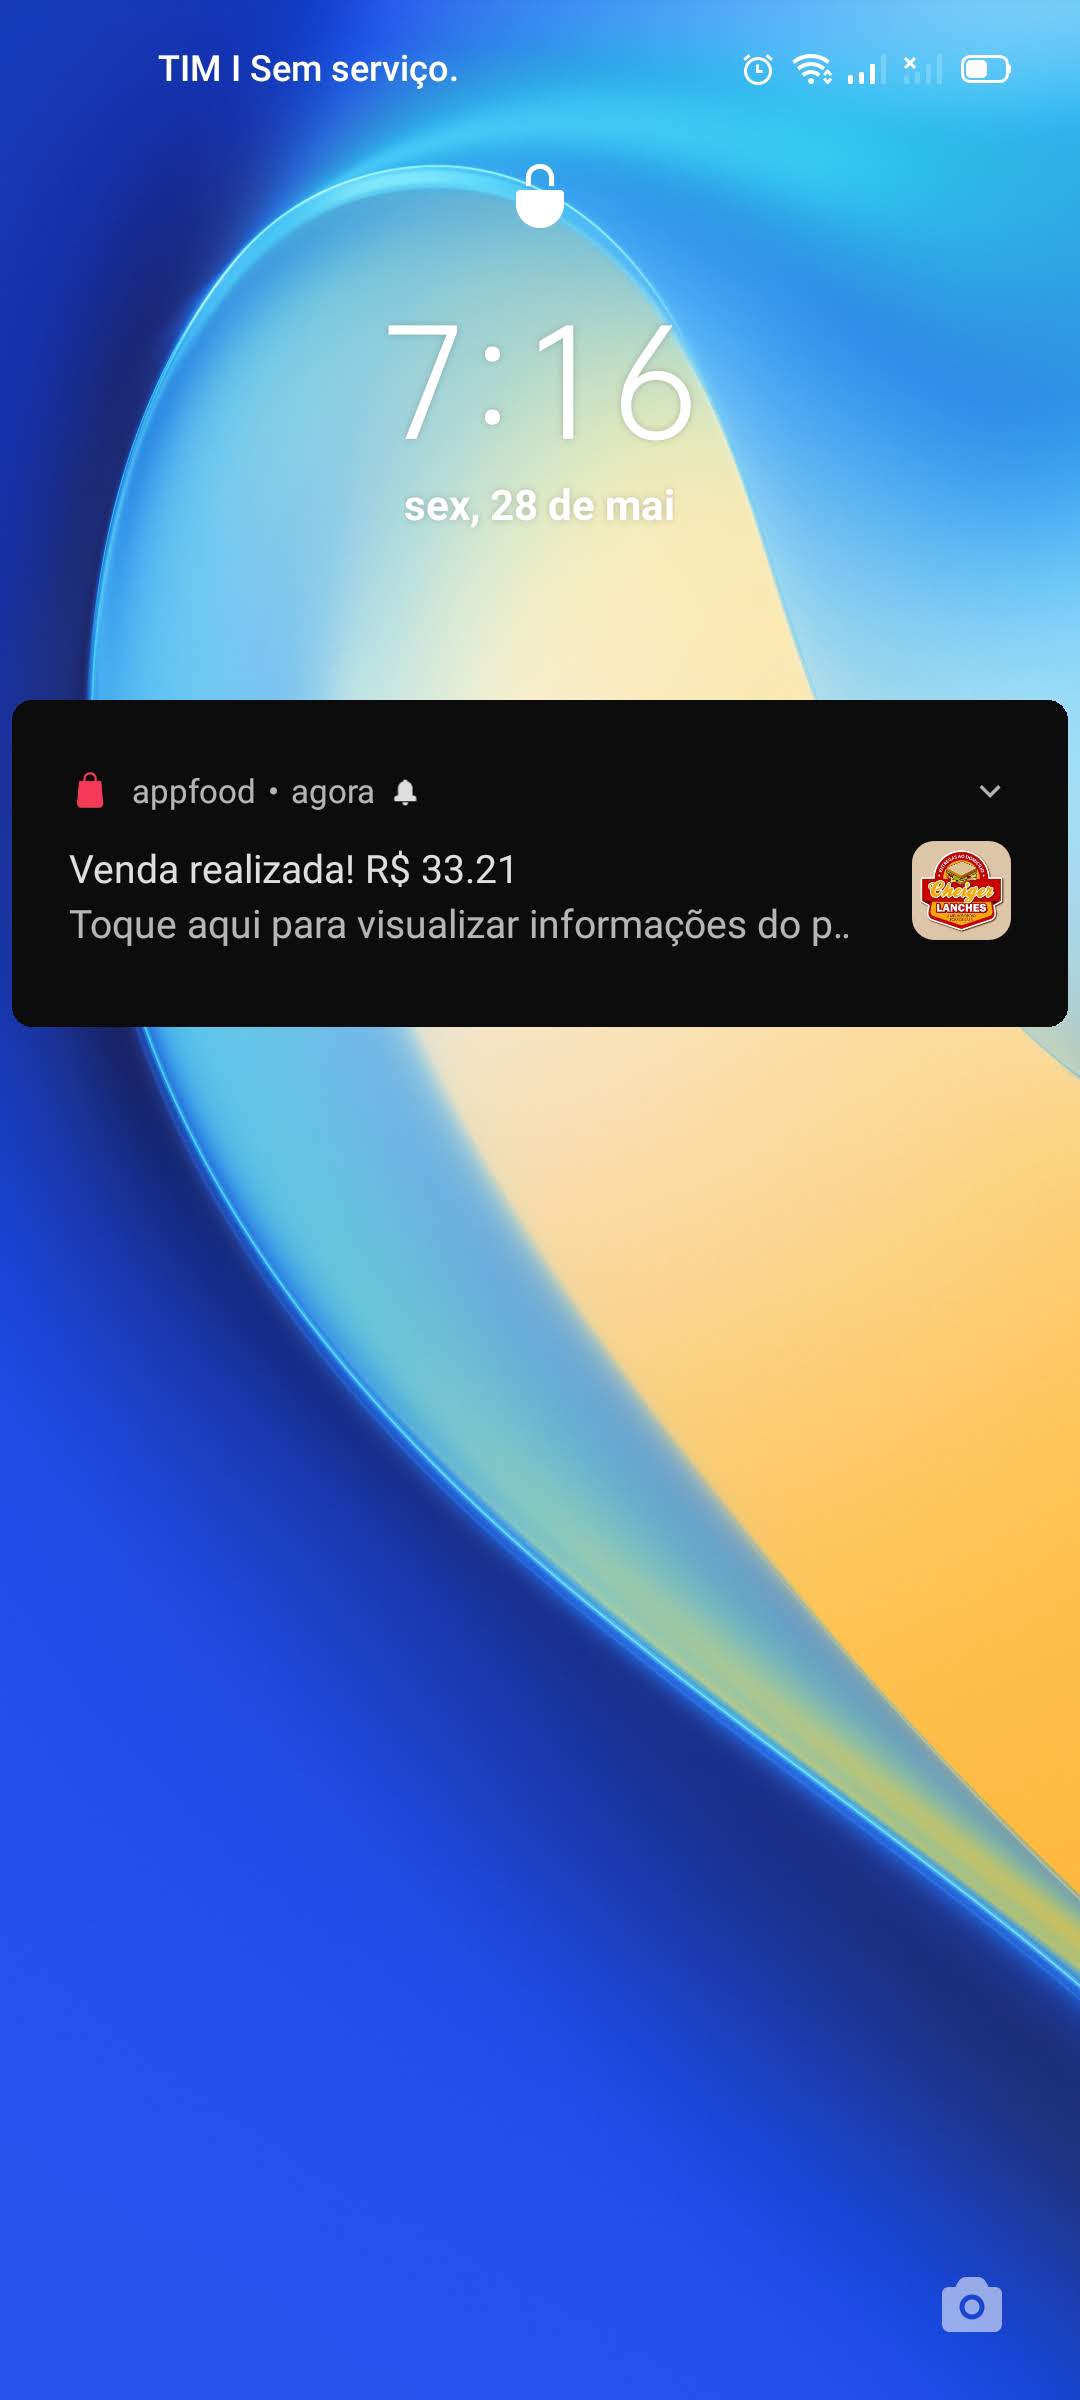 TIM I Sem serviço.
7:16
sex, 28 de mai
appfood • agora
Venda realizada! R$ 33.21
Toque aqui para visualizar informações do p..
Cheiger
LANCHES